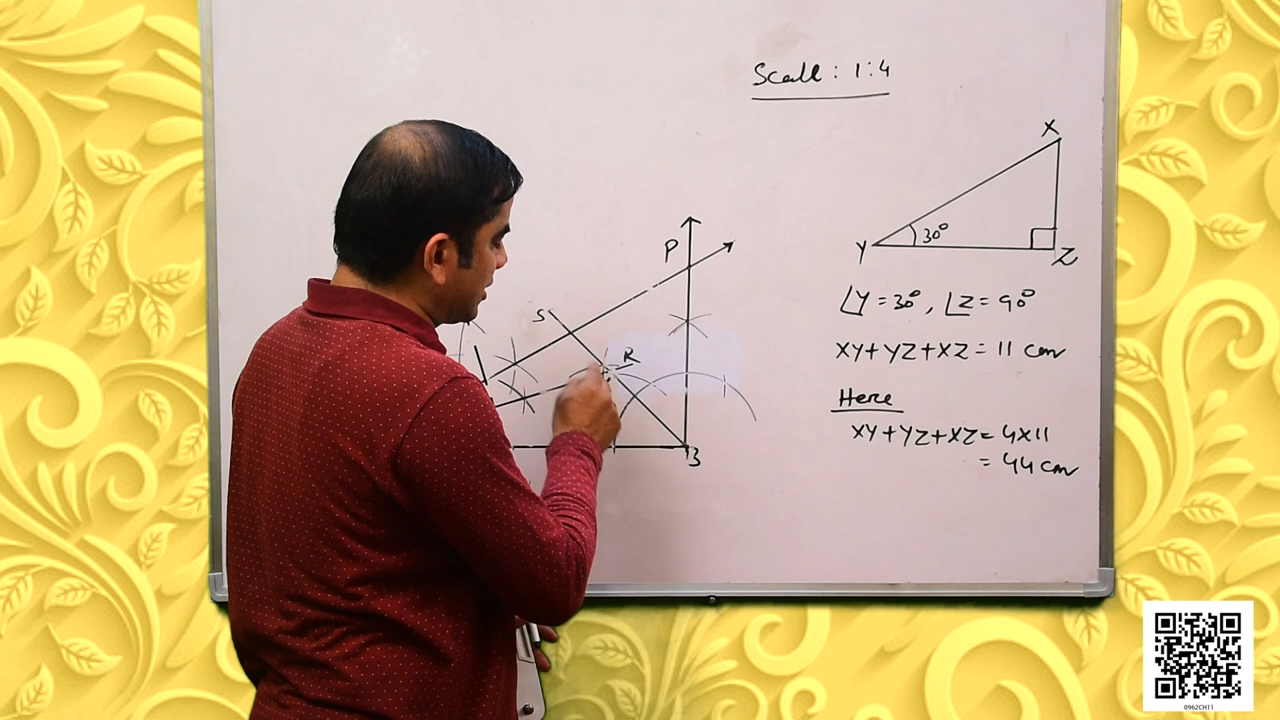 Scale : 1:4
X
30°
Y
Z
P
S
R
B
∠Y = 30°, ∠Z = 90°
XY+YZ+XZ = 11 cm
Here
XY+YZ+XZ = 4×11
= 44 cm
0962CH11